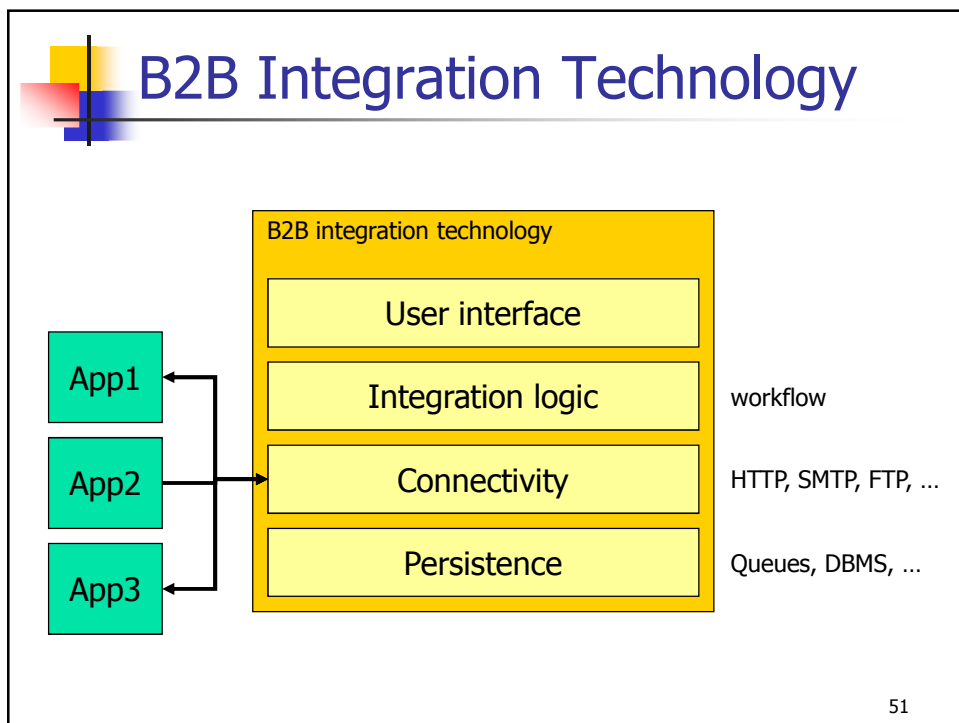 B2B Integration Technology
B2B integration technology
User interface
App1
Integration logic
workflow
App2
Connectivity
HTTP, SMTP, FTP, …
App3
Persistence
Queues, DBMS, …
51